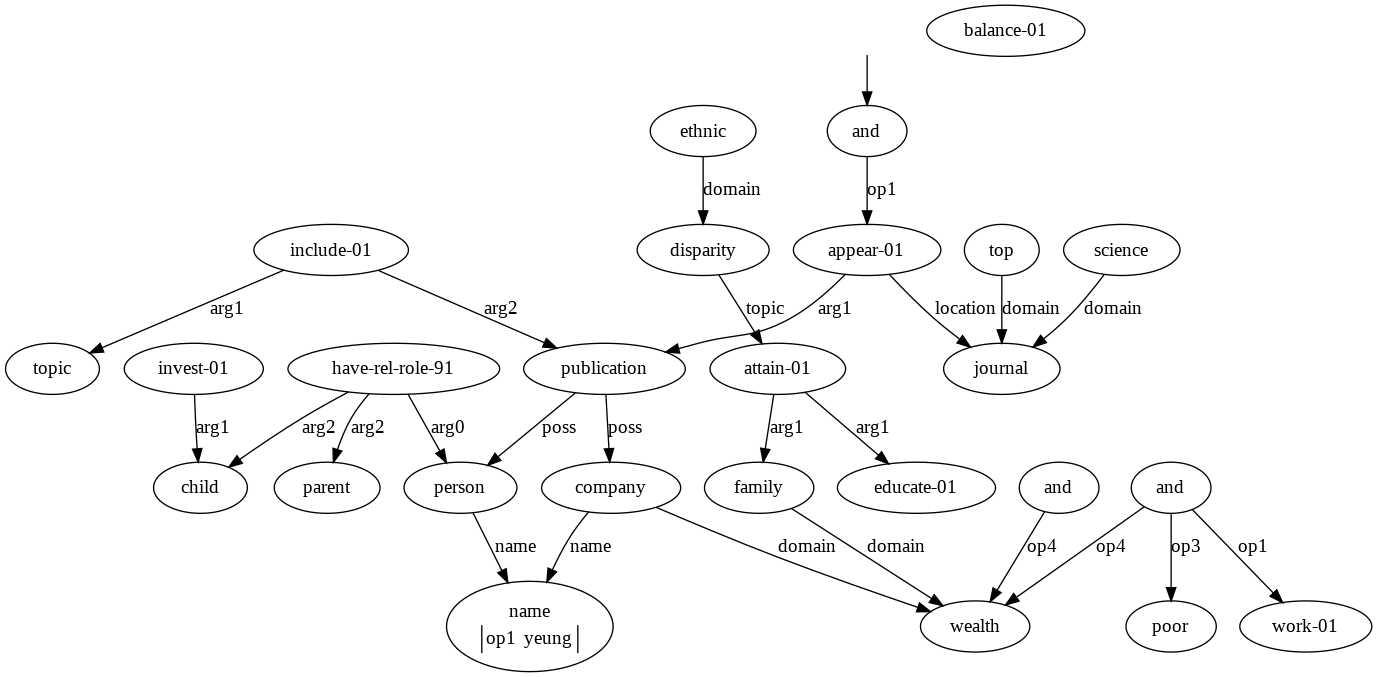 balance-01
ethnic
and
domain
op1
include-01
disparity
appear-01
top
science
arg1
arg2
topic
arg1
location
domain
domain
topic
invest-01
have-rel-role-91
publication
attain-01
journal
arg1
arg2
arg2
arg0
poss
poss
arg1
arg1
child
parent
person
company
family
educate-01
and
and
name
name
domain
domain
op4
op4
op3
op1
name
op1 yeung
wealth
poor
work-01